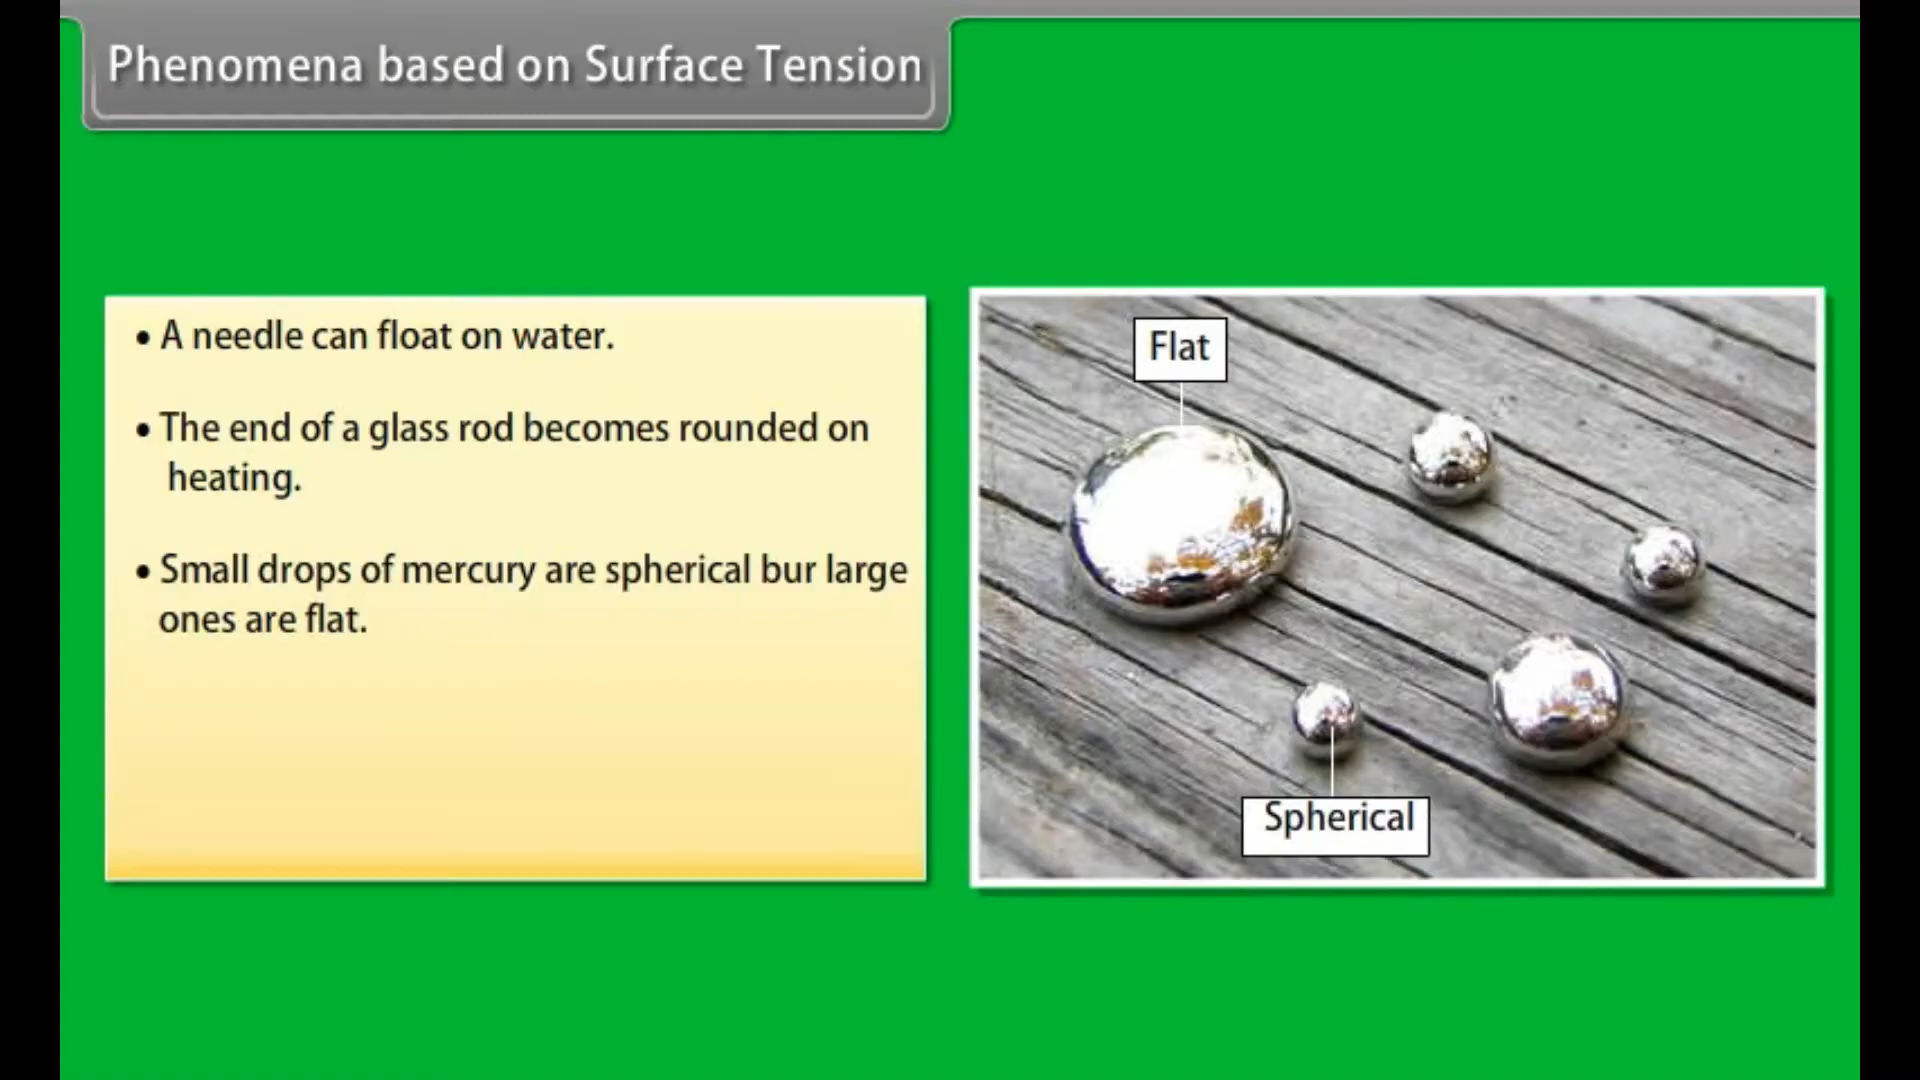 Phenomena based on Surface Tension
• A needle can float on water.
• The end of a glass rod becomes rounded on
heating.
• Small drops of mercury are spherical bur large
ones are flat.
Flat
Spherical